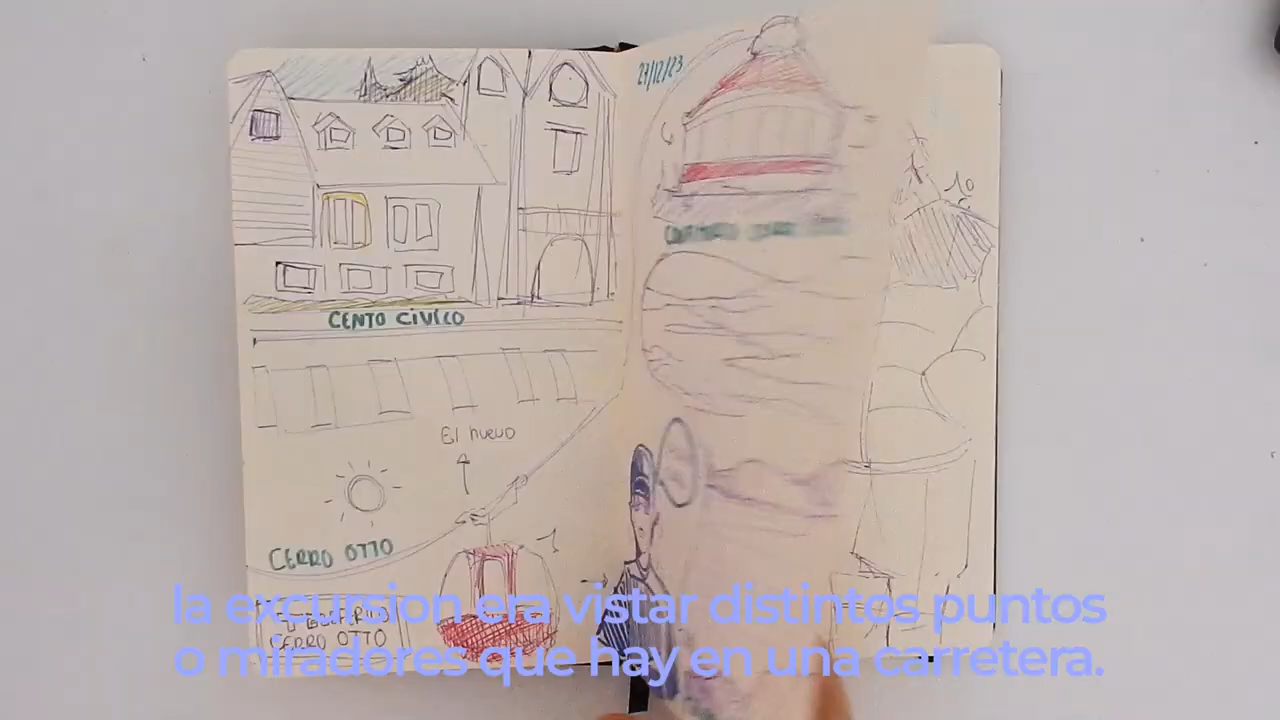 27/12/23
CENTO CIVICO
El nuevo
CERRO OTTO
CERRO OTTO
la excursion era vistar distintos puntos
o miradores que hay en una carretera.